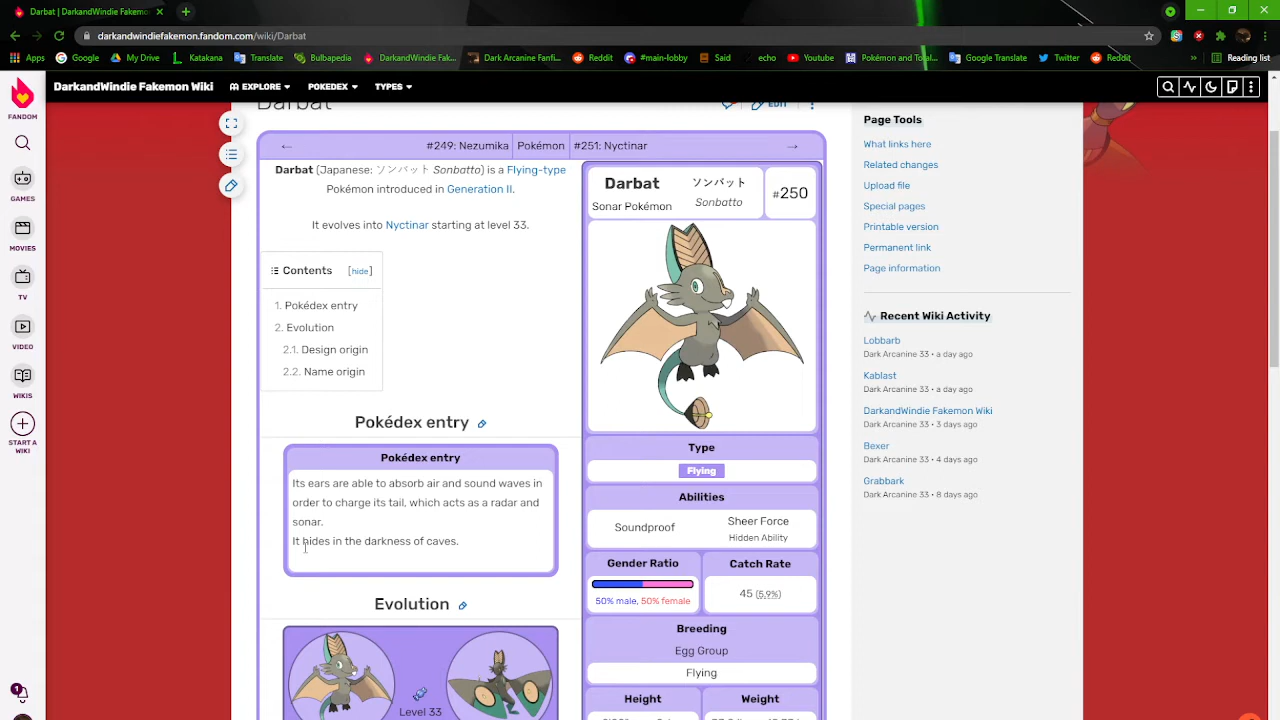 Darbat | DarkandWindie Fakemon
darkandwindiefakemon.fandom.com/wiki/Darbat
Apps
Google
My Drive
Katakana
Translate
Bulbapedia
DarkandWindie Fak...
Dark Arcanine Fanfi...
Reddit
#main-lobby
Said
echo
Youtube
Pokémon and Total...
Google Translate
Twitter
Reddit
»
Reading list
FANDOM
GAMES
MOVIES
TV
VIDEO
WIKIS
START A
WIKI
1
DarkandWindie Fakemon Wiki
EXPLORE
POKEDEX
TYPES
Darbat
EDIT
← #249: Nezumika
Pokémon
#251: Nyctinar →
Darbat (Japanese: ソンバット Sonbatto) is a Flying-type
Pokémon introduced in Generation II.
It evolves into Nyctinar starting at level 33.
Contents [hide]
1. Pokédex entry
2. Evolution
2.1. Design origin
2.2. Name origin
Pokédex entry
Pokédex entry
Its ears are able to absorb air and sound waves in
order to charge its tail, which acts as a radar and
sonar.
It hides in the darkness of caves.
Evolution
Level 33
Darbat
Sonar Pokémon
ソンバット
Sonbatto
#250
Type
Flying
Abilities
Soundproof
Sheer Force
Hidden Ability
Gender Ratio
50% male, 50% female
Catch Rate
45 (5.9%)
Breeding
Egg Group
Flying
Height
Weight
Page Tools
What links here
Related changes
Upload file
Special pages
Printable version
Permanent link
Page information
Recent Wiki Activity
Lobbarb
Dark Arcanine 33 • a day ago
Kablast
Dark Arcanine 33 • a day ago
DarkandWindie Fakemon Wiki
Dark Arcanine 33 • 3 days ago
Bexer
Dark Arcanine 33 • 4 days ago
Grabbark
Dark Arcanine 33 • 8 days ago